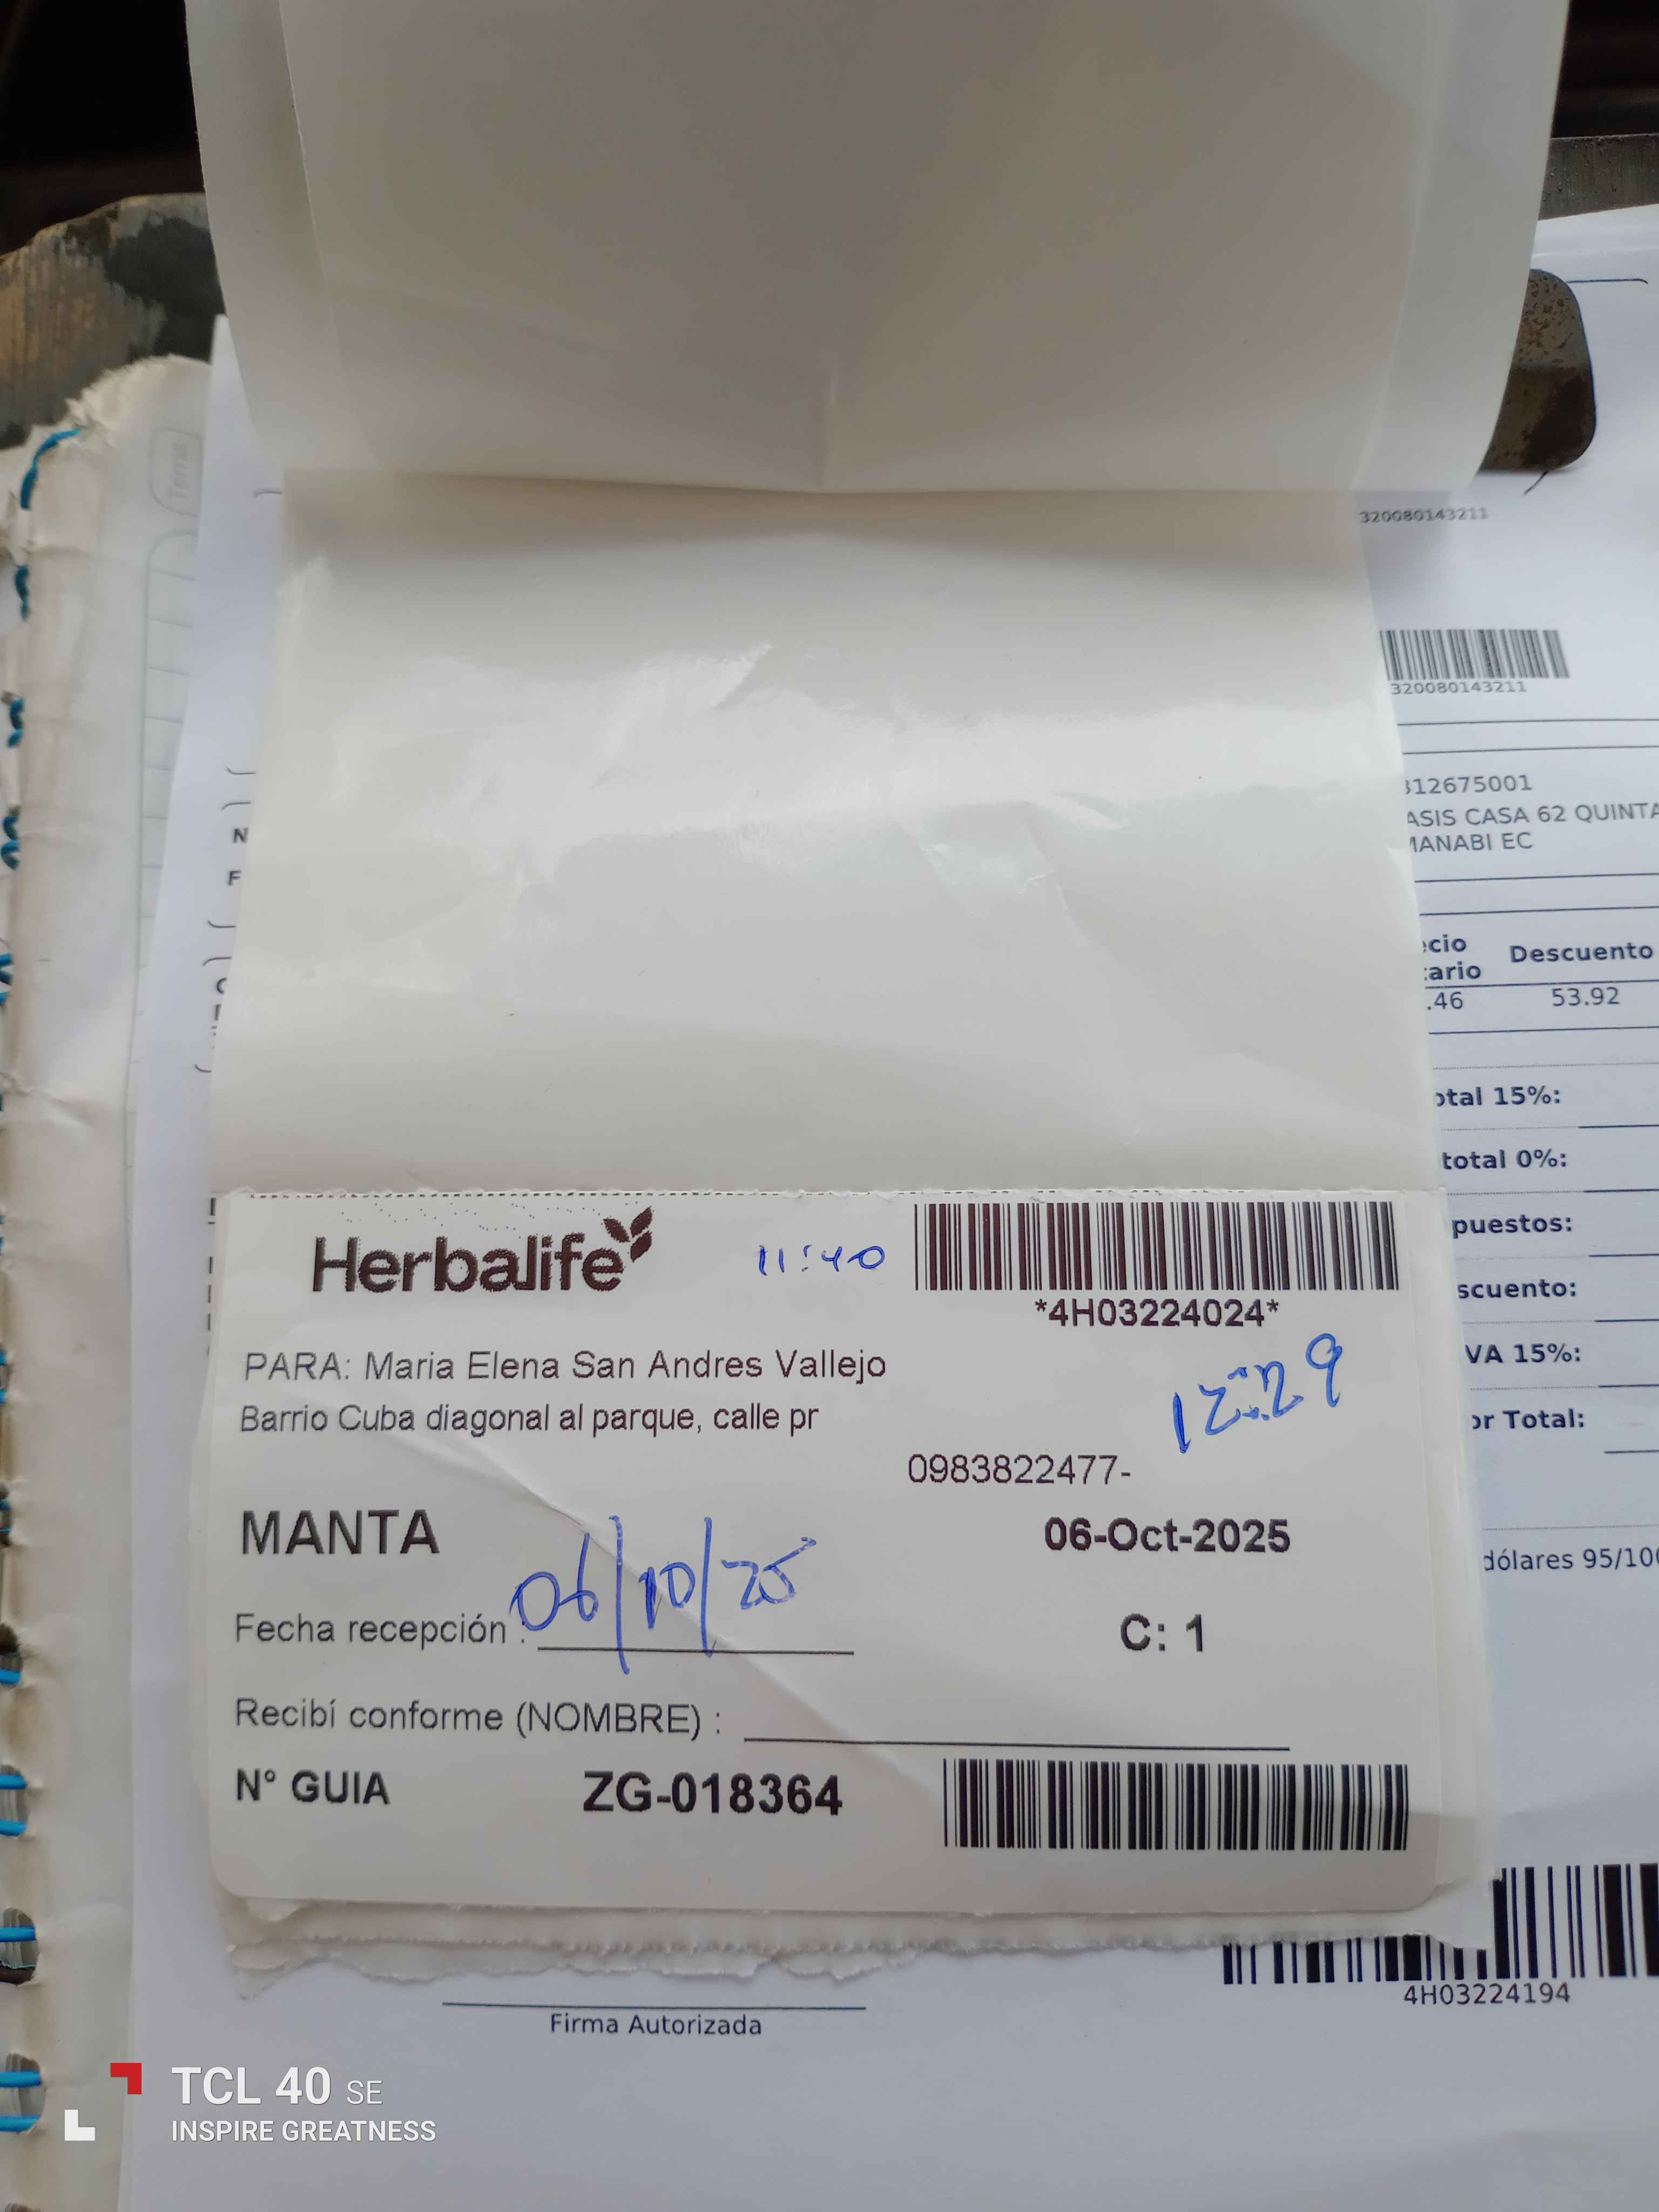 Tema
320080143211
320080143211
312675001
ASIS CASA 62 QUINTA
MANABI EC
Descuento
.46 53.92
N
F
otal 15%:
total 0%:
puestos:
scuento:
VA 15%:
or Total:
dólares 95/100
Herbalife 11:40
*4H03224024*
PARA: Maria Elena San Andres Vallejo
12:29
Barrio Cuba diagonal al parque, calle pr
0983822477-
MANTA 06-Oct-2025
Fecha recepción : 06/10/25 C: 1
Recibí conforme (NOMBRE) :
N° GUIA ZG-018364
4H03224194
Firma Autorizada
TCL 40 SE
INSPIRE GREATNESS